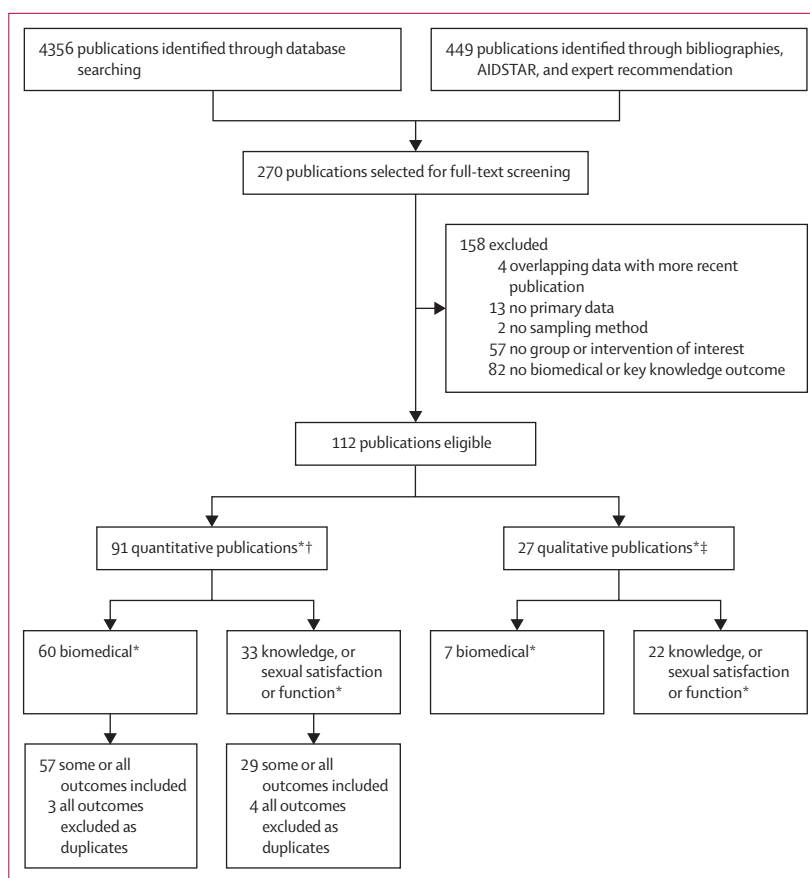 4356 publications identified through database
searching
449 publications identified through bibliographies,
AIDSTAR, and expert recommendation
270 publications selected for full-text screening
158 excluded
4 overlapping data with more recent
publication
13 no primary data
2 no sampling method
57 no group or intervention of interest
82 no biomedical or key knowledge outcome
112 publications eligible
91 quantitative publications*†
27 qualitative publications*‡
60 biomedical*
33 knowledge, or
sexual satisfaction
or function*
7 biomedical*
22 knowledge, or
sexual satisfaction
or function*
57 some or all
outcomes included
3 all outcomes
excluded as
duplicates
29 some or all
outcomes included
4 all outcomes
excluded as
duplicates